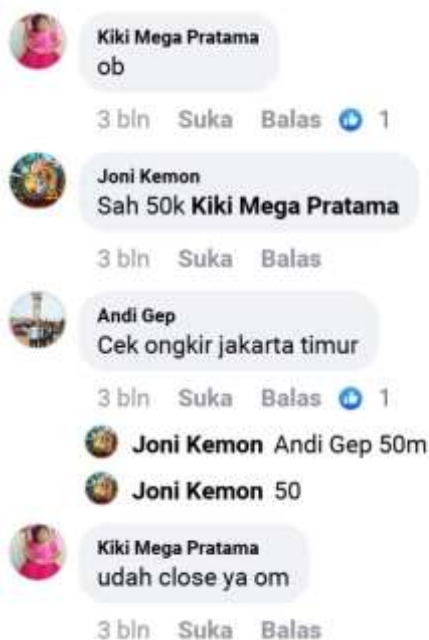 Kiki Mega Pratama
ob
3 bln Suka Balas 1
Joni Kemon
Sah 50k Kiki Mega Pratama
3 bln Suka Balas
Andi Gep
Cek ongkir jakarta timur
3 bln Suka Balas 1
Joni Kemon Andi Gep 50m
Joni Kemon 50
Kiki Mega Pratama
udah close ya om
3 bln Suka Balas